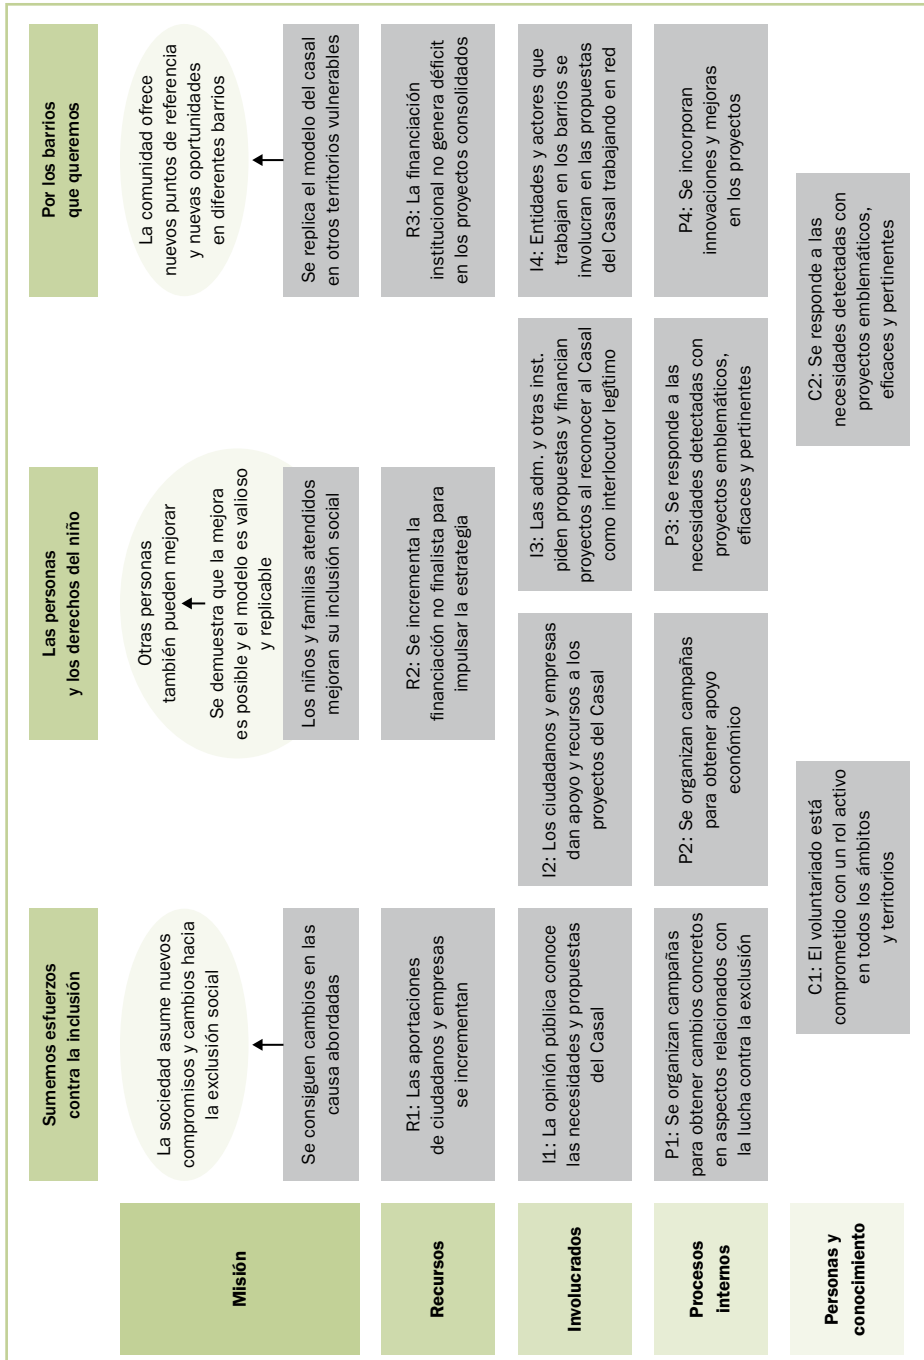 Sumemos esfuerzos
contra la inclusión
Las personas
y los derechos del niño
Por los barrios
que queremos
Misión
La sociedad asume nuevos
compromisos y cambios hacia
la exclusión social
Se consiguen cambios en las
causa abordadas
Otras personas
también pueden mejorar
Se demuestra que la mejora
es posible y el modelo es valioso
y replicable
Los niños y familias atendidos
mejoran su inclusión social
La comunidad ofrece
nuevos puntos de referencia
y nuevas oportunidades
en diferentes barrios
Se replica el modelo del casal
en otros territorios vulnerables
Recursos
R1: Las aportaciones
de ciudadanos y empresas
se incrementan
R2: Se incrementa la
financiación no finalista para
impulsar la estrategia
R3: La financiación
institucional no genera déficit
en los proyectos consolidados
Involucrados
I1: La opinión pública conoce
las necesidades y propuestas
del Casal
I2: Los ciudadanos y empresas
dan apoyo y recursos a los
proyectos del Casal
I3: Las adm. y otras inst.
piden propuestas y financian
proyectos al reconocer al Casal
como interlocutor legítimo
I4: Entidades y actores que
trabajan en los barrios se
involucran en las propuestas
del Casal trabajando en red
Procesos
internos
P1: Se organizan campañas
para obtener cambios concretos
en aspectos relacionados con
la lucha contra la exclusión
P2: Se organizan campañas
para obtener apoyo
económico
P3: Se responde a las
necesidades detectadas con
proyectos emblemáticos,
eficaces y pertinentes
P4: Se incorporan
innovaciones y mejoras
en los proyectos
Personas y
conocimiento
C1: El voluntariado está
comprometido con un rol activo
en todos los ámbitos
y territorios
C2: Se responde a las
necesidades detectadas con
proyectos emblemáticos,
eficaces y pertinentes